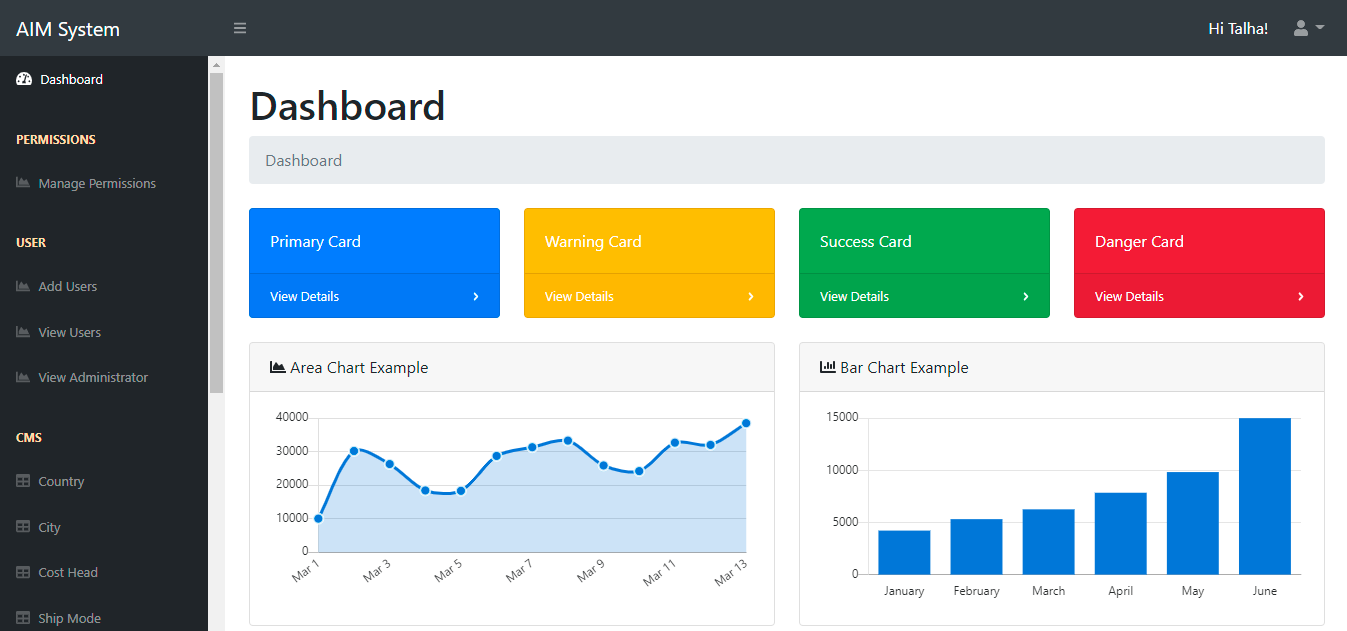 AIM System
Hi Talha!
Dashboard
PERMISSIONS
Manage Permissions
USER
Add Users
View Users
View Administrator
CMS
Country
City
Cost Head
Ship Mode
Dashboard
Dashboard
Primary Card
View Details
Warning Card
View Details
Success Card
View Details
Danger Card
View Details
Area Chart Example
40000
30000
20000
10000
0
Mar 1
Mar 3
Mar 5
Mar 7
Mar 9
Mar 11
Mar 13
Bar Chart Example
15000
10000
5000
0
January
February
March
April
May
June